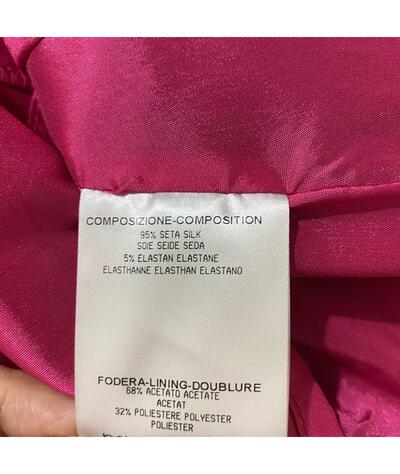 COMPOSIZIONE-COMPOSITION
95% SETA SILK
SOIE SEIDE SEDA
5% ELASTAN ELASTANE
ELASTHANNE ELASTHAN ELASTANO
FODERA-LINING-DOUBLURE
68% ACETATO ACETATE
ACETAT
32% POLIESTERE POLYESTER
POLYESTER